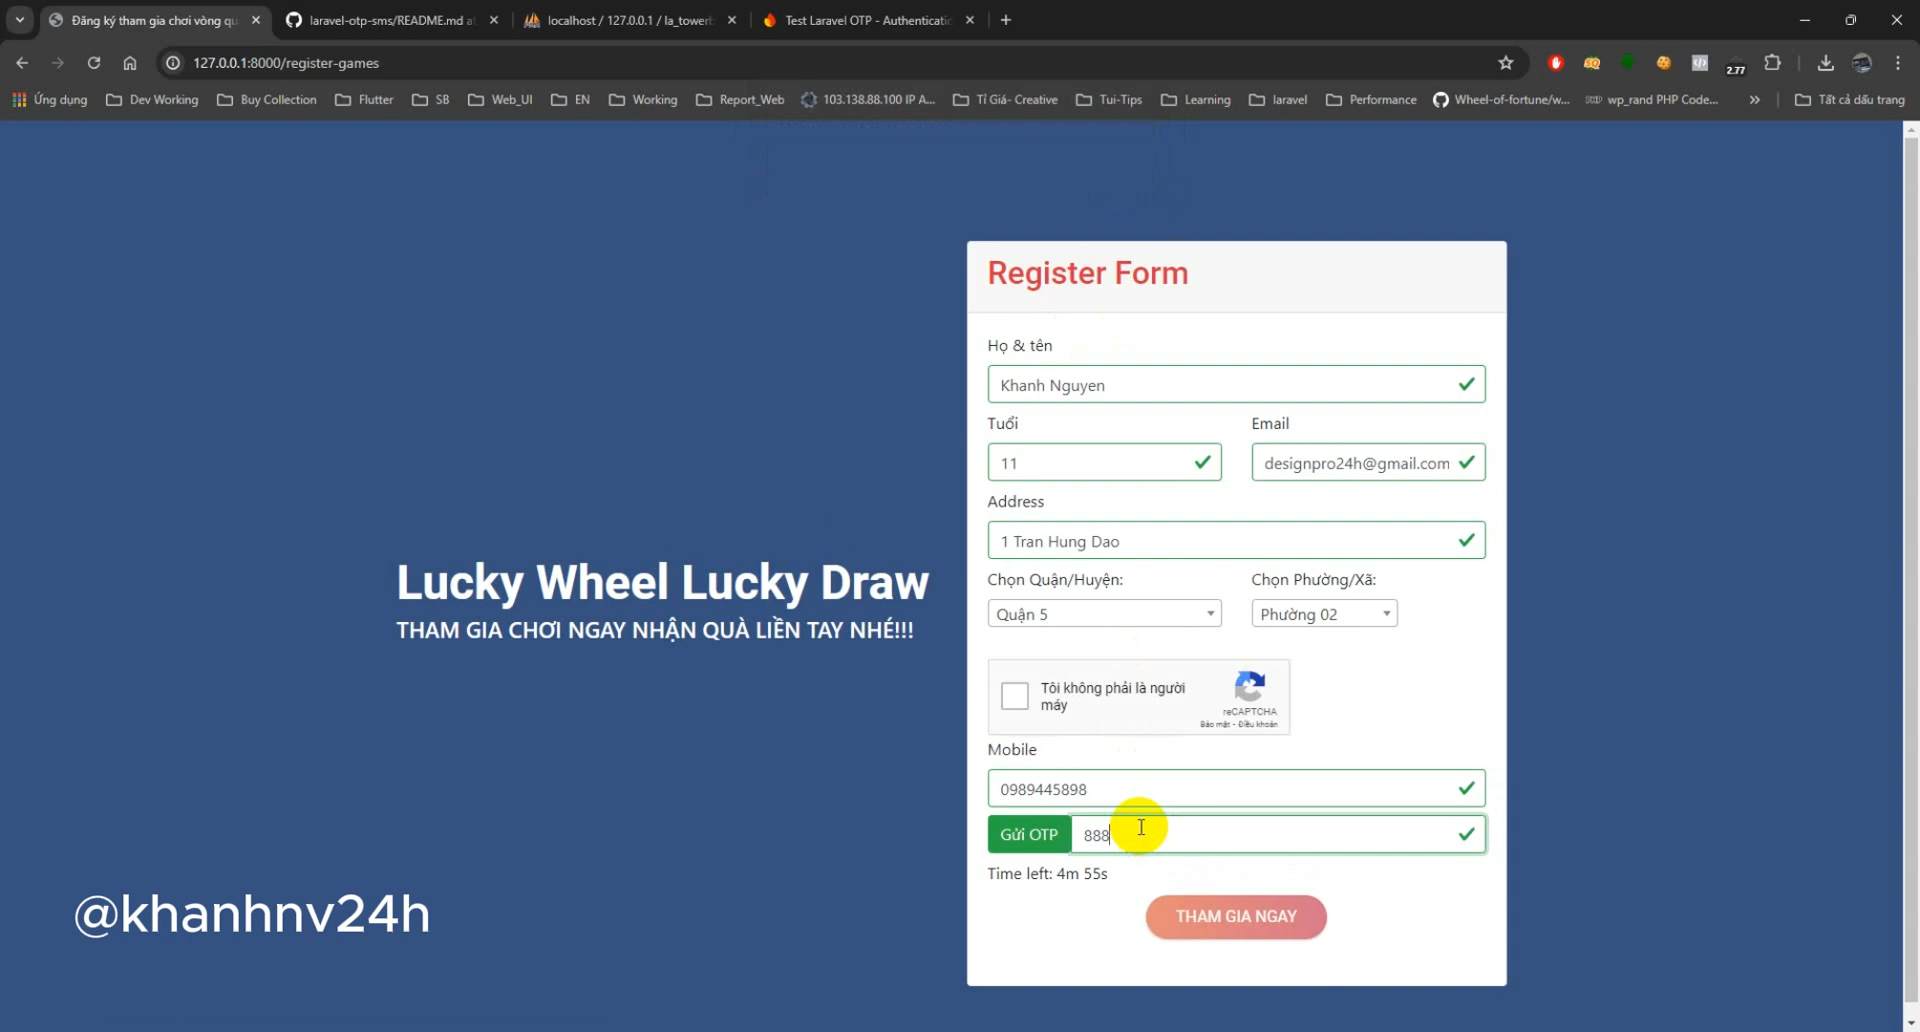 Đăng ký tham gia chơi vòng qu
laravel-otp-sms/README.md a
localhost / 127.0.0.1 / la_tower
Test Laravel OTP - Authenticati
127.0.0.1:8000/register-games
2.77
Ứng dụng
Dev Working
Buy Collection
Flutter
SB
Web_UI
EN
Working
Report_Web
103.138.88.100 IP A...
Tỉ Giá- Creative
Tui-Tips
Learning
laravel
Performance
Wheel-of-fortune/w...
wp_rand PHP Code...
Tất cả dấu trang
Lucky Wheel Lucky Draw
THAM GIA CHƠI NGAY NHẬN QUÀ LIỀN TAY NHÉ!!!
@khanhnv24h
Register Form
Họ & tên
Khanh Nguyen
Tuổi
Email
11
designpro24h@gmail.com
Address
1 Tran Hung Dao
Chọn Quận/Huyện:
Chọn Phường/Xã:
Quận 5
Phường 02
Tôi không phải là người
máy
reCAPTCHA
Bảo mật - Điều khoản
Mobile
0989445898
Gửi OTP
888
Time left: 4m 55s
THAM GIA NGAY